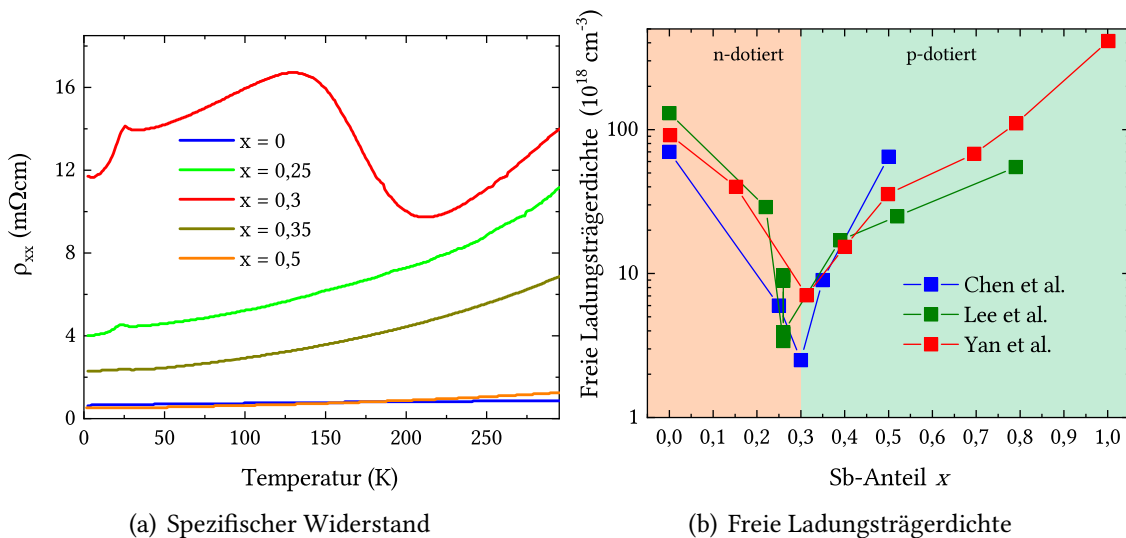 16
12
8
4
0
ρxx (mΩcm)
x = 0
x = 0,25
x = 0,3
x = 0,35
x = 0,5
0 50 100 150 200 250
Temperatur (K)
(a) Spezifischer Widerstand
n-dotiert p-dotiert
100
10
1
Freie Ladungsträgerdichte (10¹⁸ cm⁻³)
Chen et al.
Lee et al.
Yan et al.
0,0 0,1 0,2 0,3 0,4 0,5 0,6 0,7 0,8 0,9 1,0
Sb-Anteil x
(b) Freie Ladungsträgerdichte